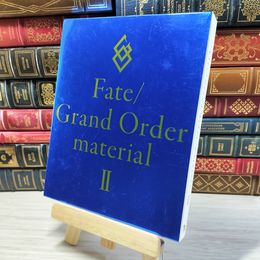 Fate/
Grand Order
material
II